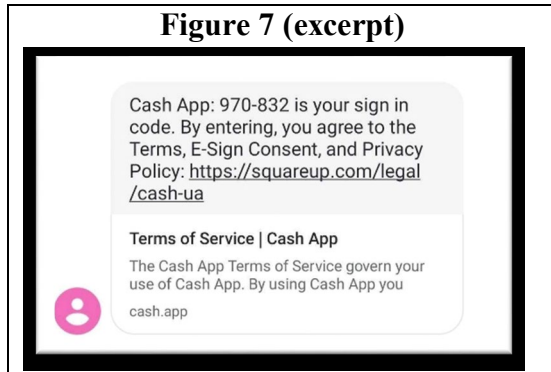 Figure 7 (excerpt)
Cash App: 970-832 is your sign in
code. By entering, you agree to the
Terms, E-Sign Consent, and Privacy
Policy: https://squareup.com/legal
/cash-ua
Terms of Service | Cash App
The Cash App Terms of Service govern your
use of Cash App. By using Cash App you
cash.app